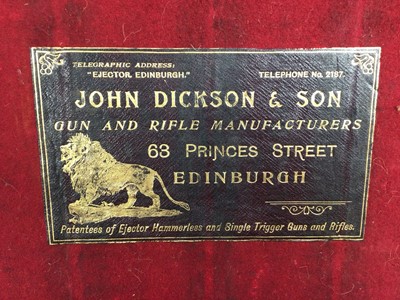 TELEGRAPHIC ADDRESS:
"EJECTOR, EDINBURGH." TELEPHONE No. 2187.
JOHN DICKSON & SON
GUN AND RIFLE MANUFACTURERS
63 PRINCES STREET
EDINBURGH
Patentees of Ejector Hammerless and Single Trigger Guns and Rifles.